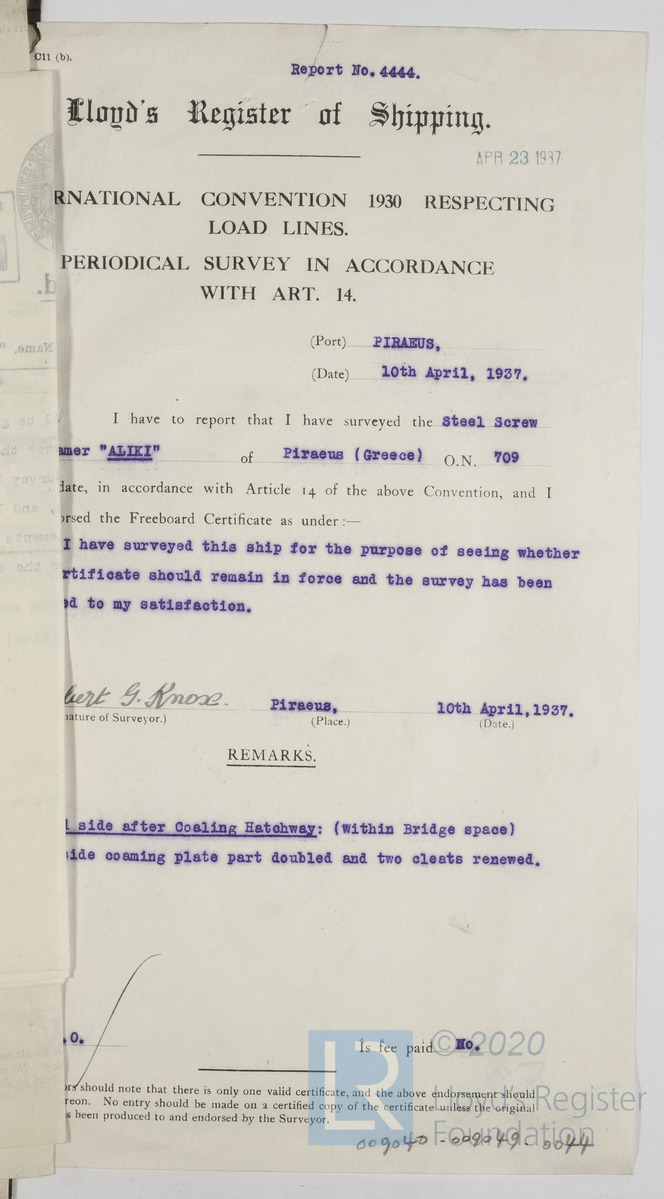 C11 (b).
Report No. 4444.
Lloyd's Register of Shipping.
APR 23 1937
RNATIONAL CONVENTION 1930 RESPECTING
LOAD LINES.
PERIODICAL SURVEY IN ACCORDANCE
WITH ART. 14.
(Port) PIRAEUS,
(Date) 10th April, 1937.
I have to report that I have surveyed the Steel Screw
amer "ALIKI" of Piraeus (Greece) O.N. 709
date, in accordance with Article 14 of the above Convention, and I
orsed the Freeboard Certificate as under:—
I have surveyed this ship for the purpose of seeing whether
rtificate should remain in force and the survey has been
ed to my satisfaction.
bert G. Knox. Piraeus, 10th April, 1937.
nature of Surveyor.) (Place.) (Date.)
REMARKS.
side after Coaling Hatchway: (within Bridge space)
ide coaming plate part doubled and two cleats renewed.
.0.
Is fee paid No.
ors should note that there is only one valid certificate, and the above endorsement should
reon. No entry should be made on a certified copy of the certificate unless the original
s been produced to and endorsed by the Surveyor.
© 2020
LR
Lloyd's Register
Foundation
009040 - 009049 - 0044